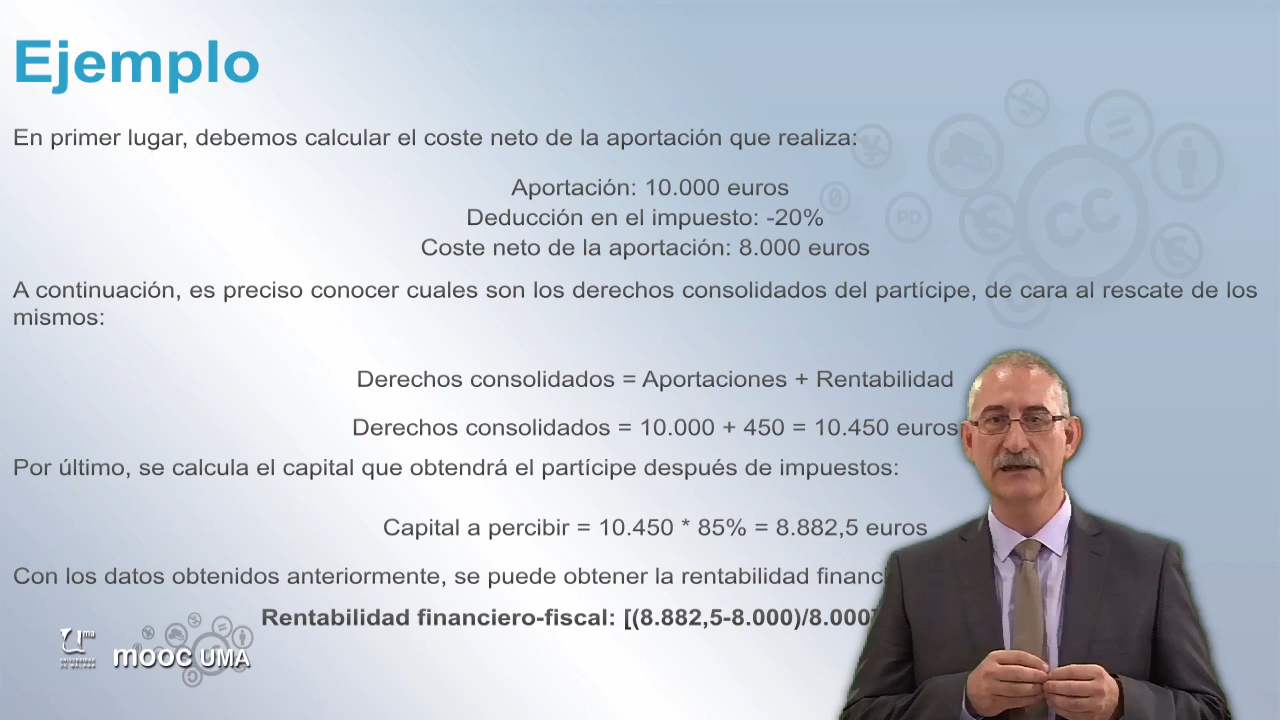 Ejemplo
En primer lugar, debemos calcular el coste neto de la aportación que realiza:
Aportación: 10.000 euros
Deducción en el impuesto: -20%
Coste neto de la aportación: 8.000 euros
A continuación, es preciso conocer cuales son los derechos consolidados del partícipe, de cara al rescate de los
mismos:
Derechos consolidados = Aportaciones + Rentabilidad
Derechos consolidados = 10.000 + 450 = 10.450 euros
Por último, se calcula el capital que obtendrá el partícipe después de impuestos:
Capital a percibir = 10.450 * 85% = 8.882,5 euros
Con los datos obtenidos anteriormente, se puede obtener la rentabilidad financ
Rentabilidad financiero-fiscal: [(8.882,5-8.000)/8.000]
uma
mooc UMA
CC
PD